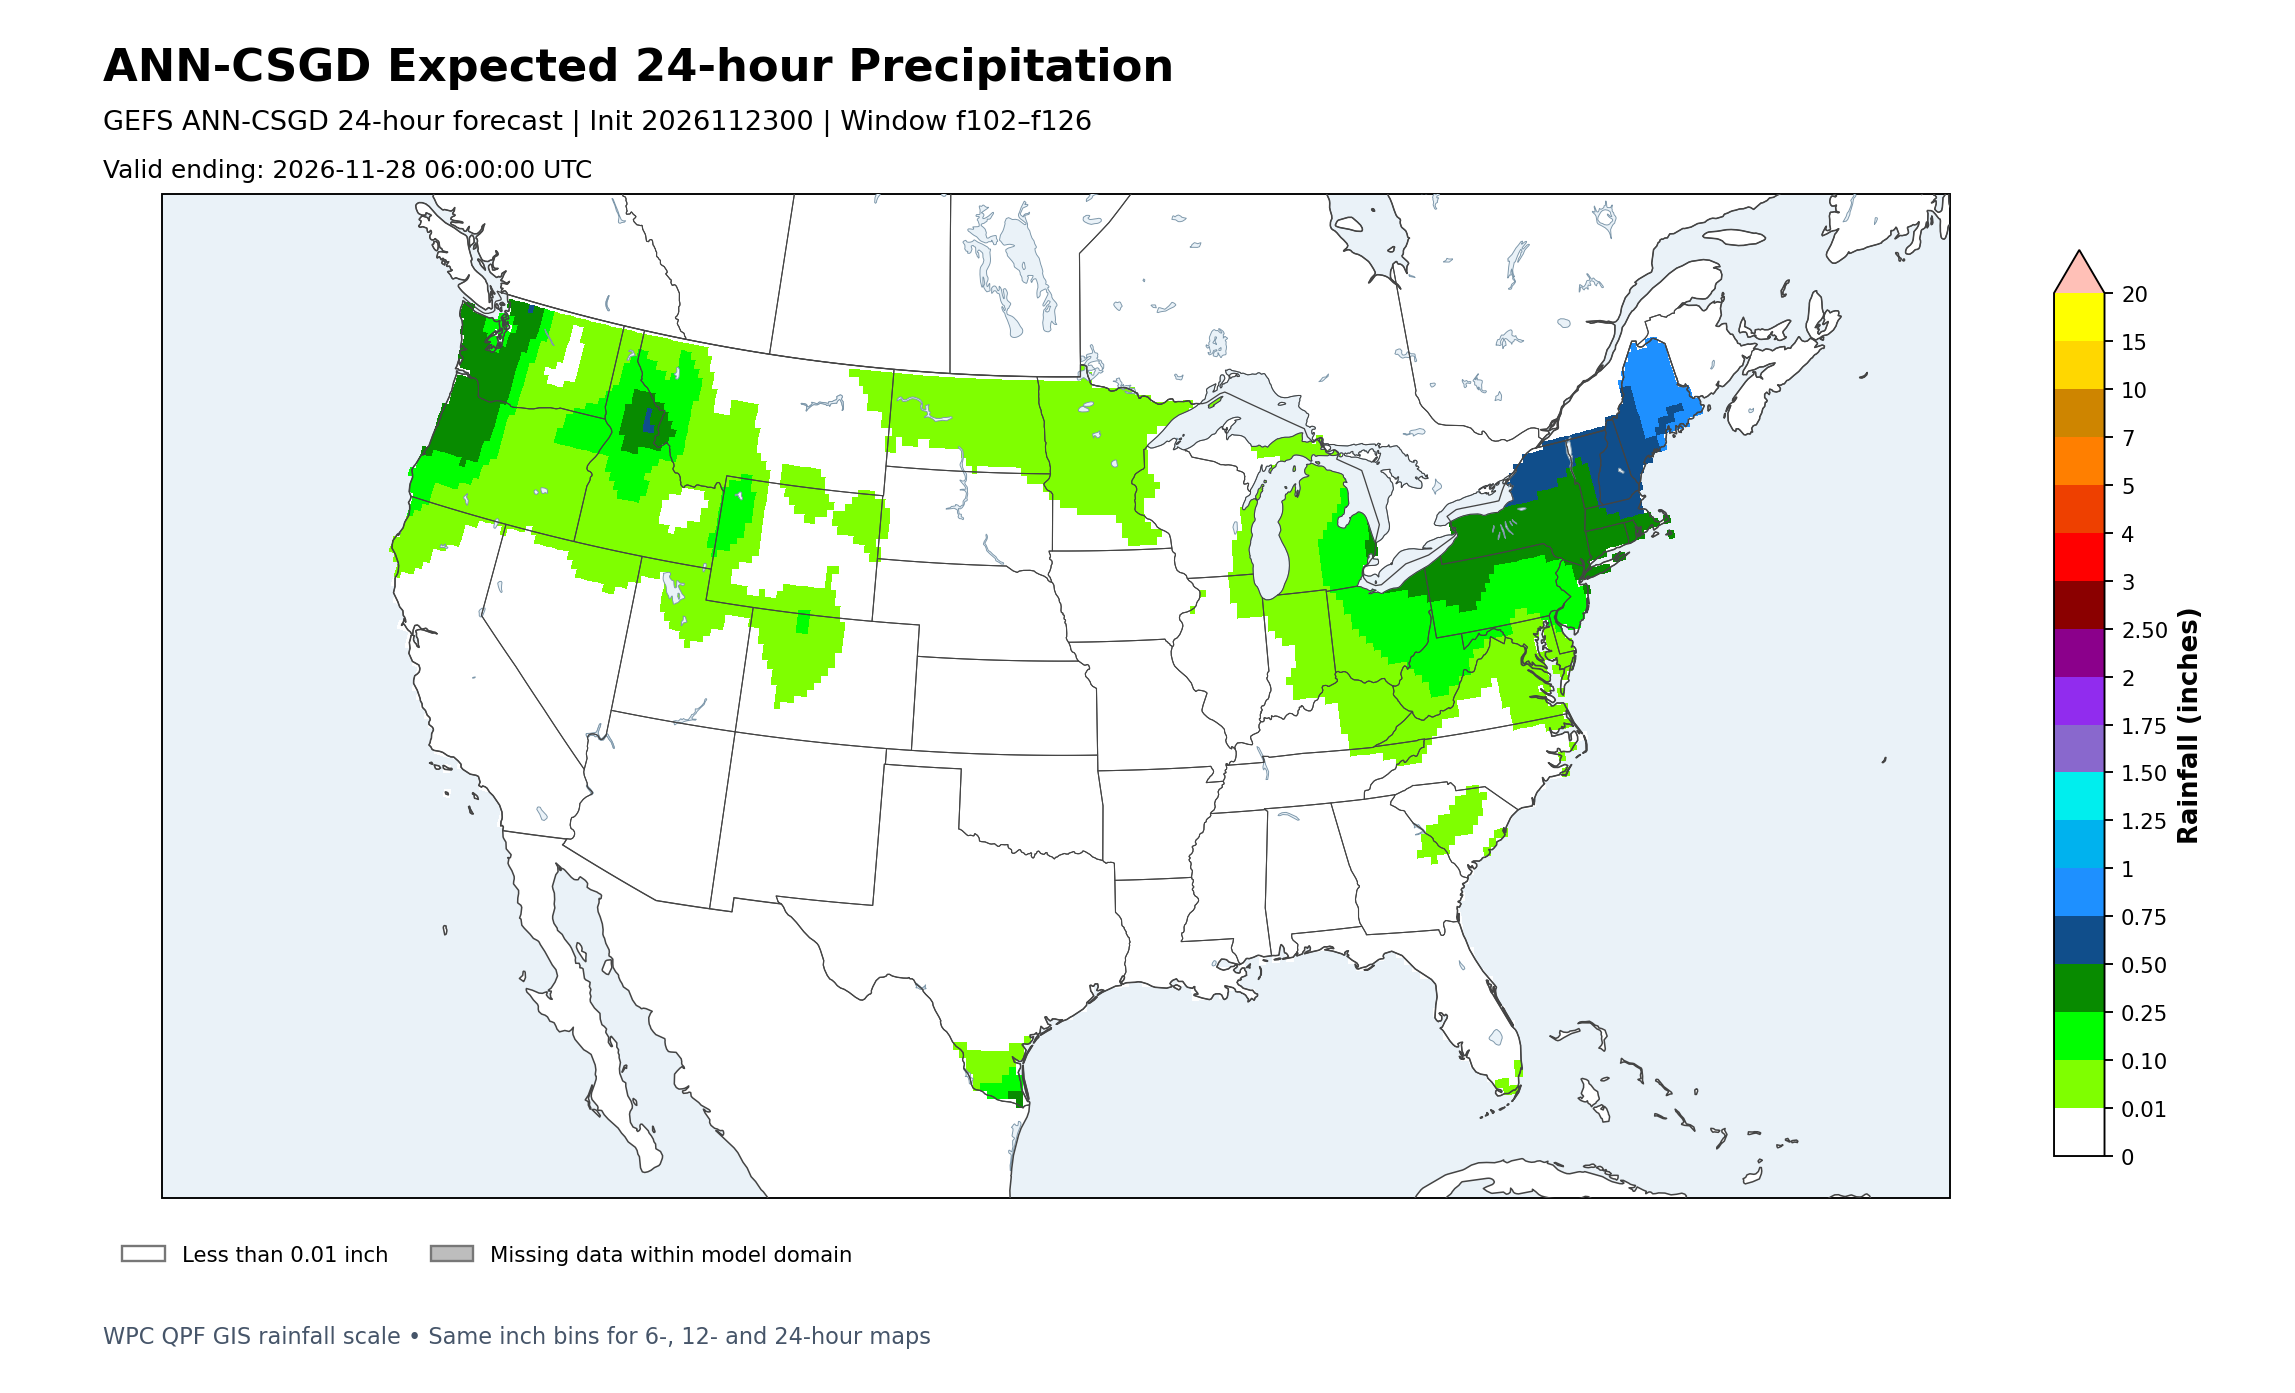 ANN-CSGD Expected 24-hour Precipitation
GEFS ANN-CSGD 24-hour forecast | Init 2026112300 | Window f102–f126
Valid ending: 2026-11-28 06:00:00 UTC
20
15
10
7
5
4
3
2.50
2
1.75
1.50
1.25
1
0.75
0.50
0.25
0.10
0.01
0
Rainfall (inches)
Less than 0.01 inch
Missing data within model domain
WPC QPF GIS rainfall scale • Same inch bins for 6-, 12- and 24-hour maps